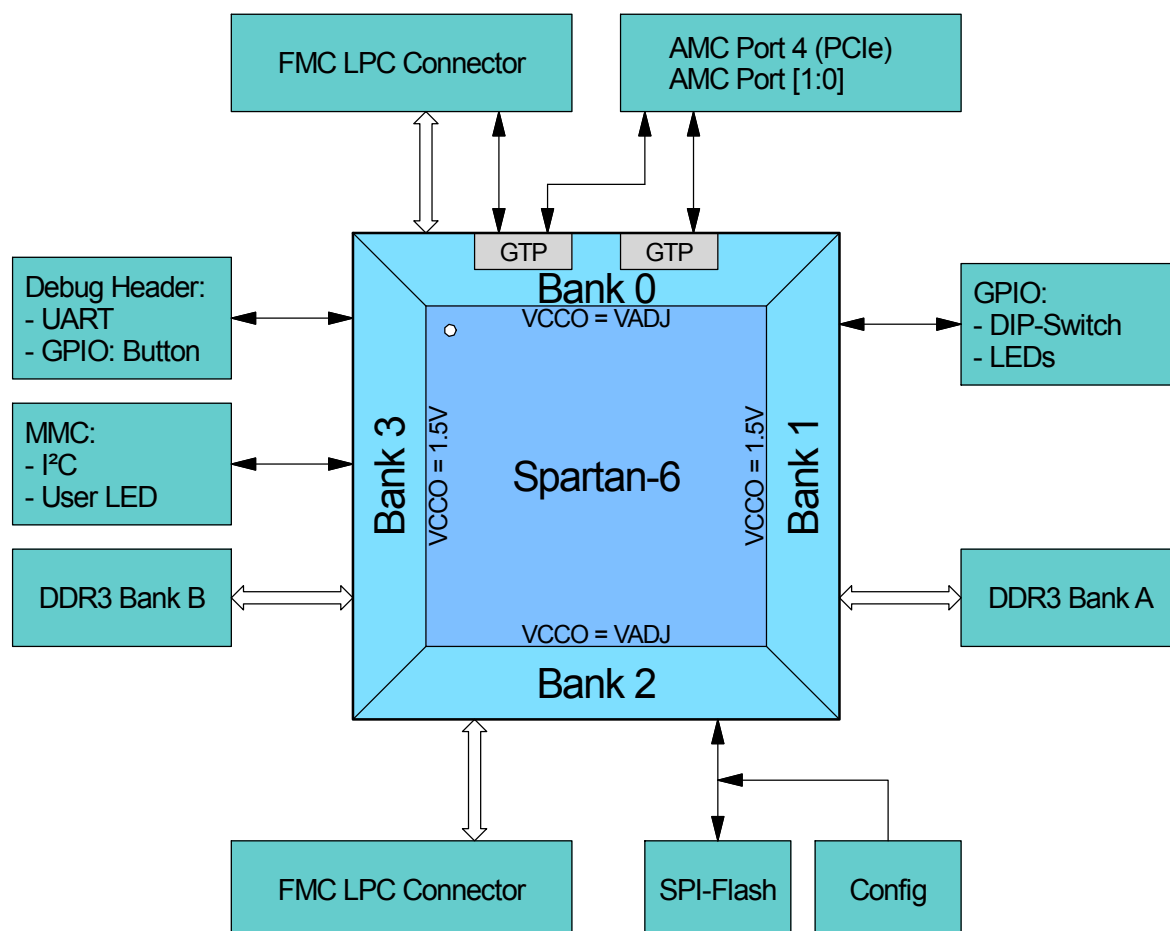 FMC LPC Connector
AMC Port 4 (PCIe)
AMC Port [1:0]
GTP
GTP
Bank 0
VCCO = VADJ
Debug Header:
- UART
- GPIO: Button
GPIO:
- DIP-Switch
- LEDs
MMC:
- I²C
- User LED
Bank 3
VCCO = 1.5V
Spartan-6
VCCO = 1.5V
Bank 1
DDR3 Bank B
DDR3 Bank A
VCCO = VADJ
Bank 2
FMC LPC Connector
SPI-Flash
Config